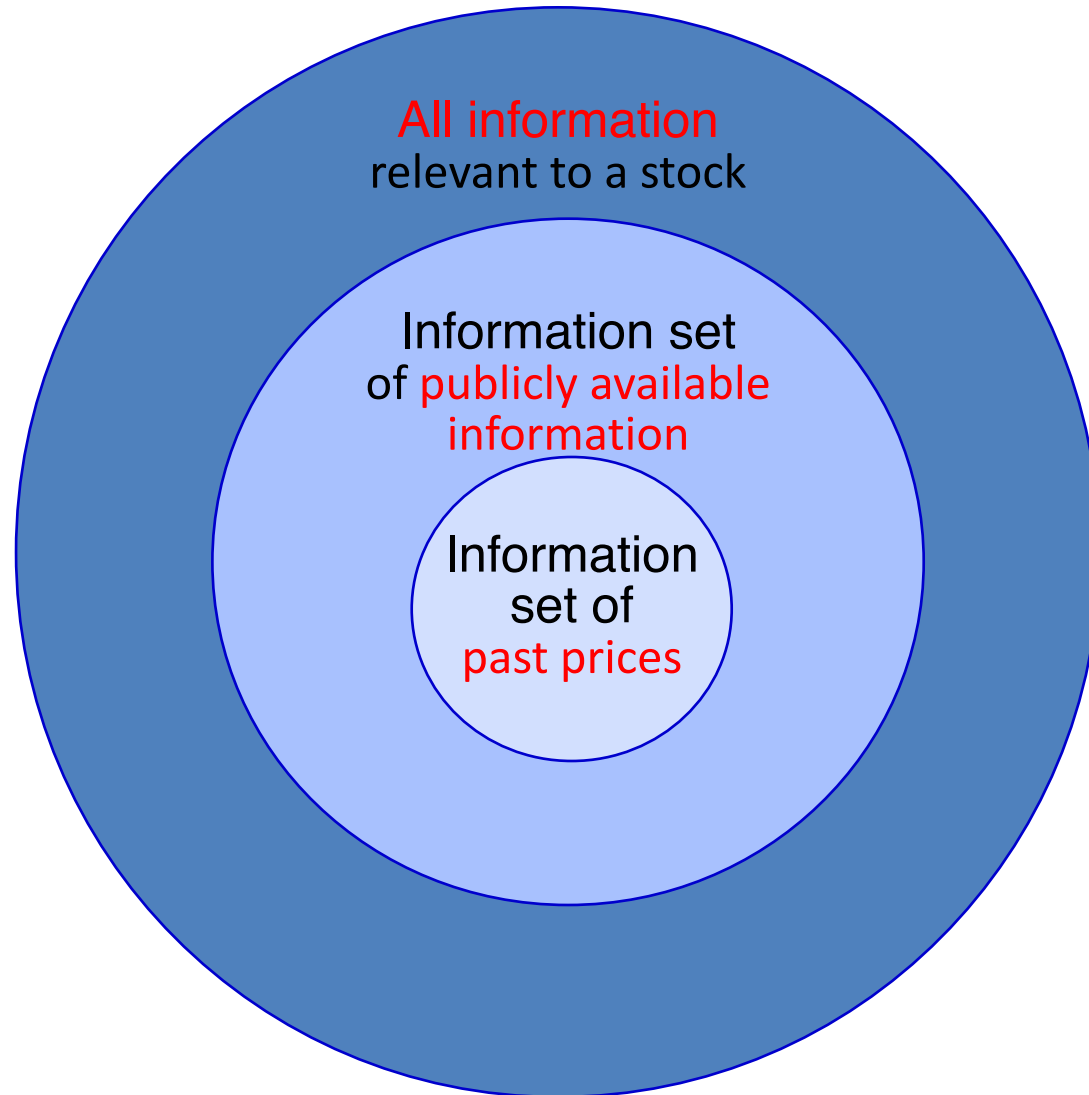 All information
relevant to a stock
Information set
of publicly available
information
Information
set of
past prices